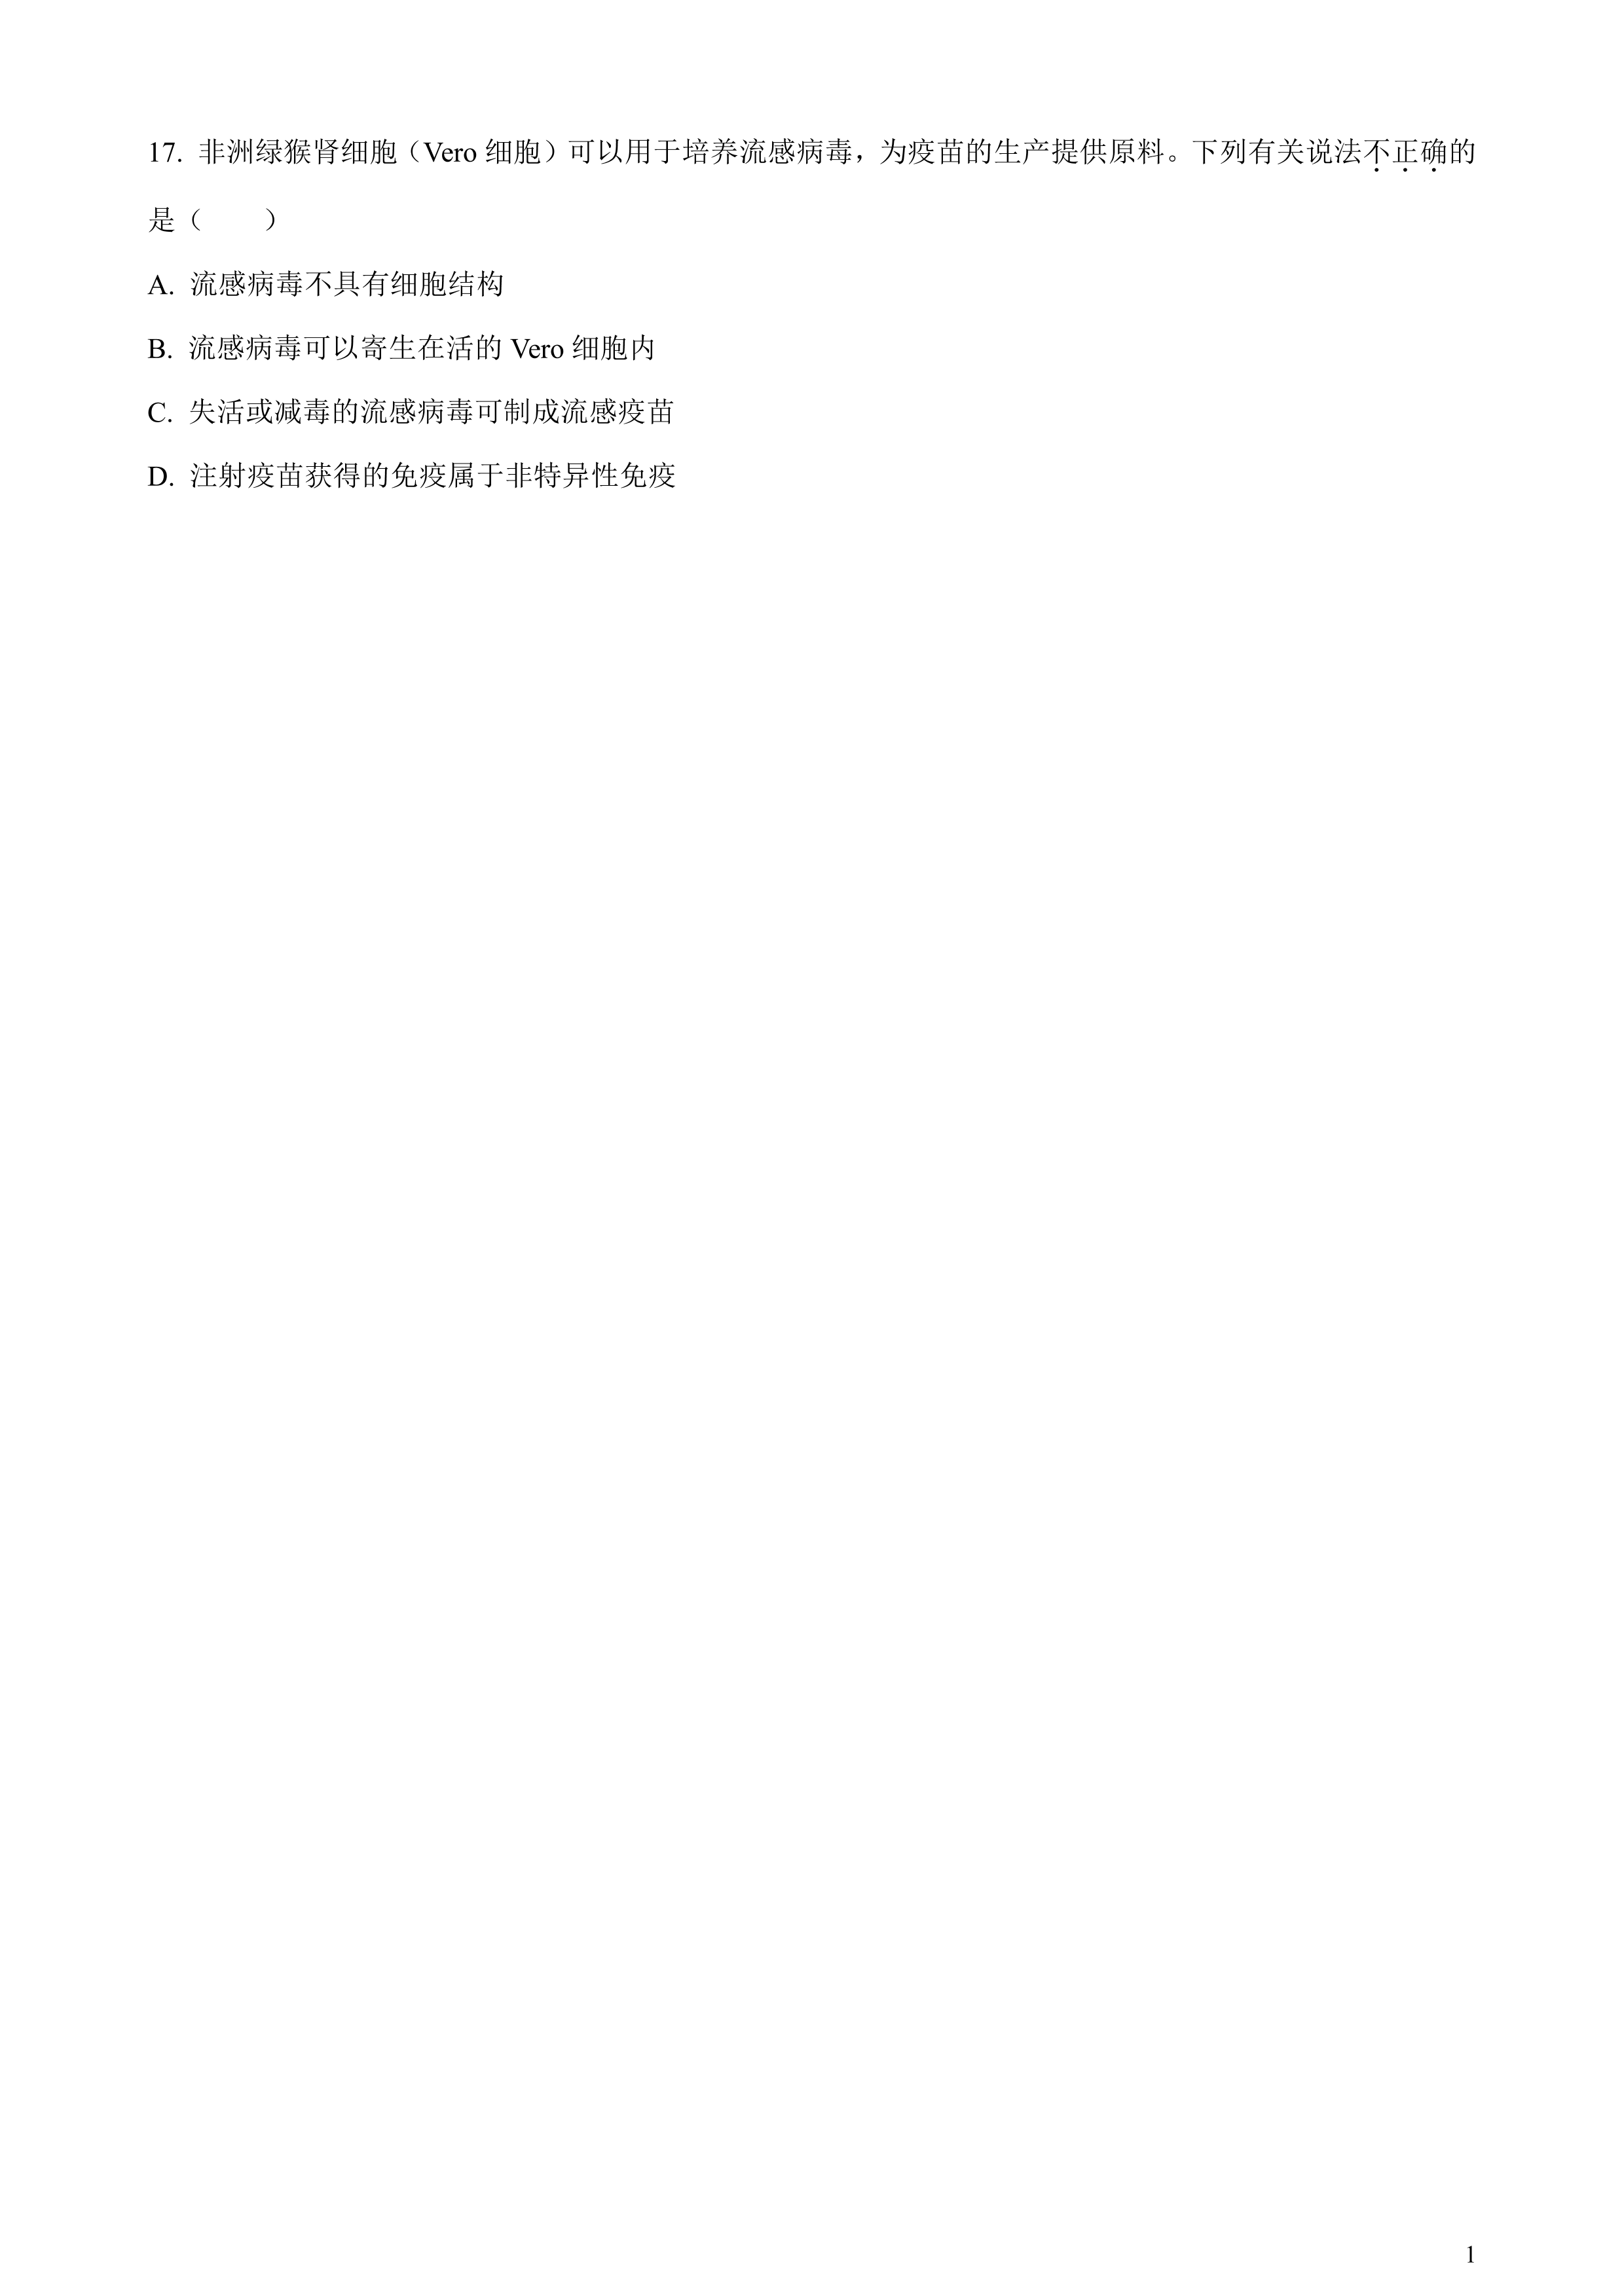 17. 非洲绿猴肾细胞（Vero 细胞）可以用于培养流感病毒，为疫苗的生产提供原料。下列有关说法不正确的
是（　　）
A. 流感病毒不具有细胞结构
B. 流感病毒可以寄生在活的 Vero 细胞内
C. 失活或减毒的流感病毒可制成流感疫苗
D. 注射疫苗获得的免疫属于非特异性免疫
1